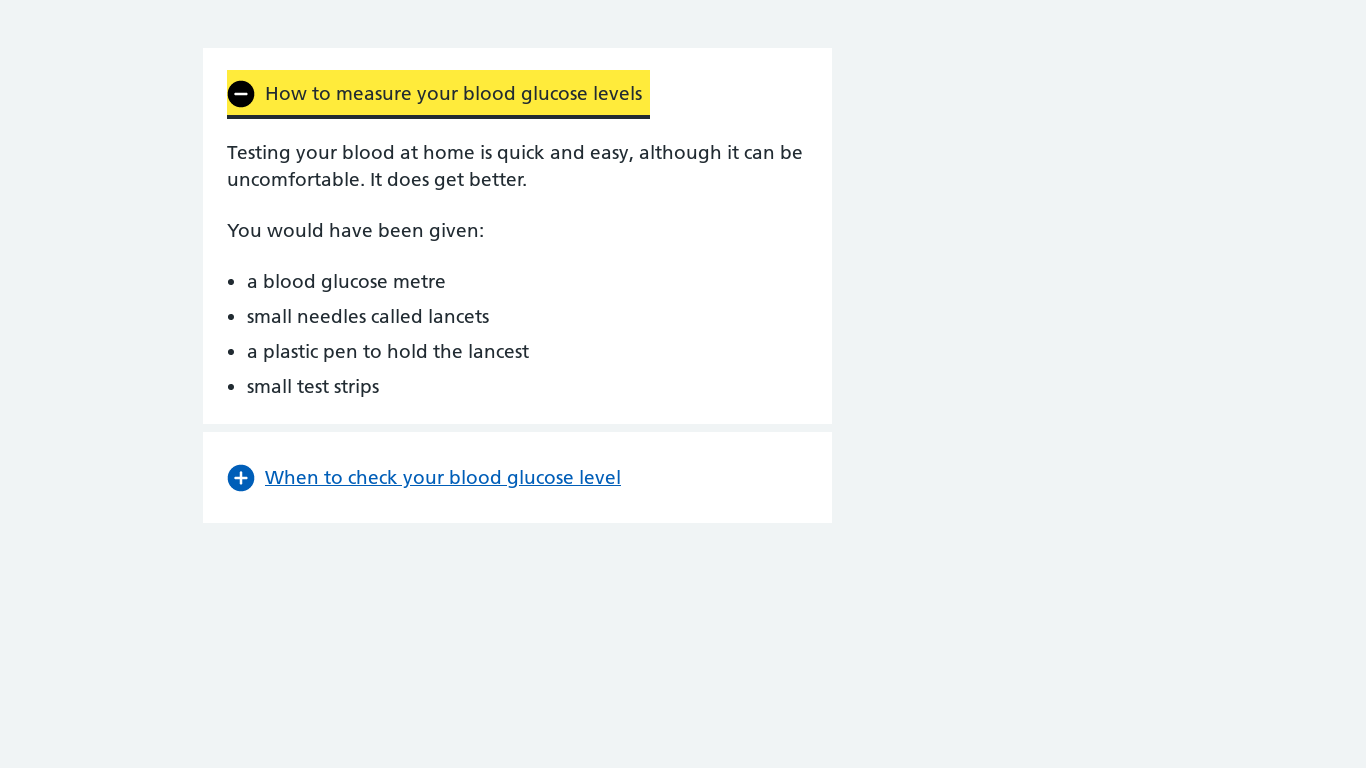 How to measure your blood glucose levels
Testing your blood at home is quick and easy, although it can be
uncomfortable. It does get better.
You would have been given:
• a blood glucose metre
• small needles called lancets
• a plastic pen to hold the lancest
• small test strips
When to check your blood glucose level